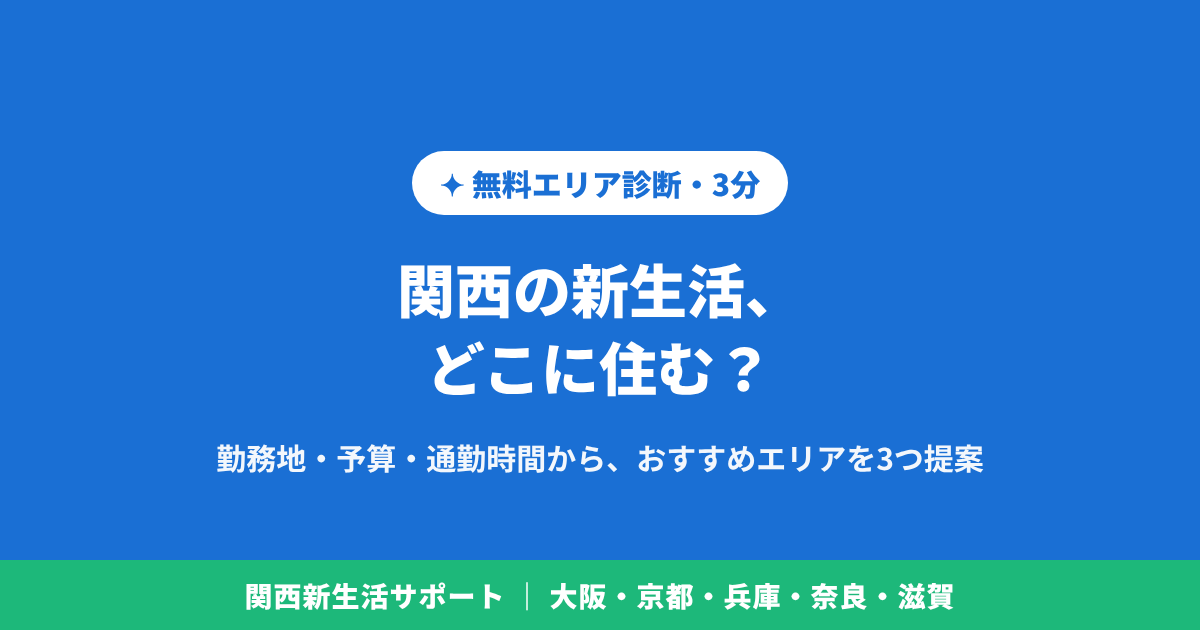 ✦ 無料エリア診断・3分
関西の新生活、
どこに住む？
勤務地・予算・通勤時間から、おすすめエリアを3つ提案
関西新生活サポート ｜ 大阪・京都・兵庫・奈良・滋賀